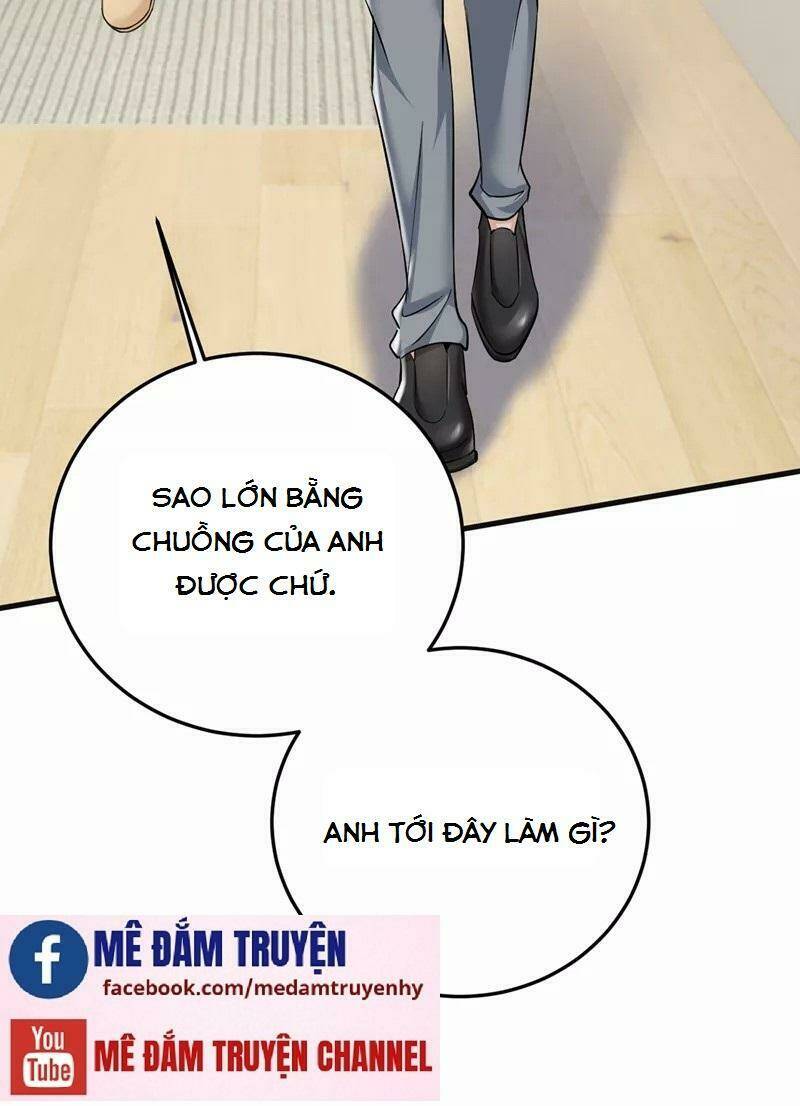 SAO LỚN BẰNG
CHUỒNG CỦA ANH
ĐƯỢC CHỨ.
ANH TỚI ĐÂY LÀM GÌ?
MÊ ĐẮM TRUYỆN
facebook.com/medamtruyenhy
You
Tube
MÊ ĐẮM TRUYỆN CHANNEL